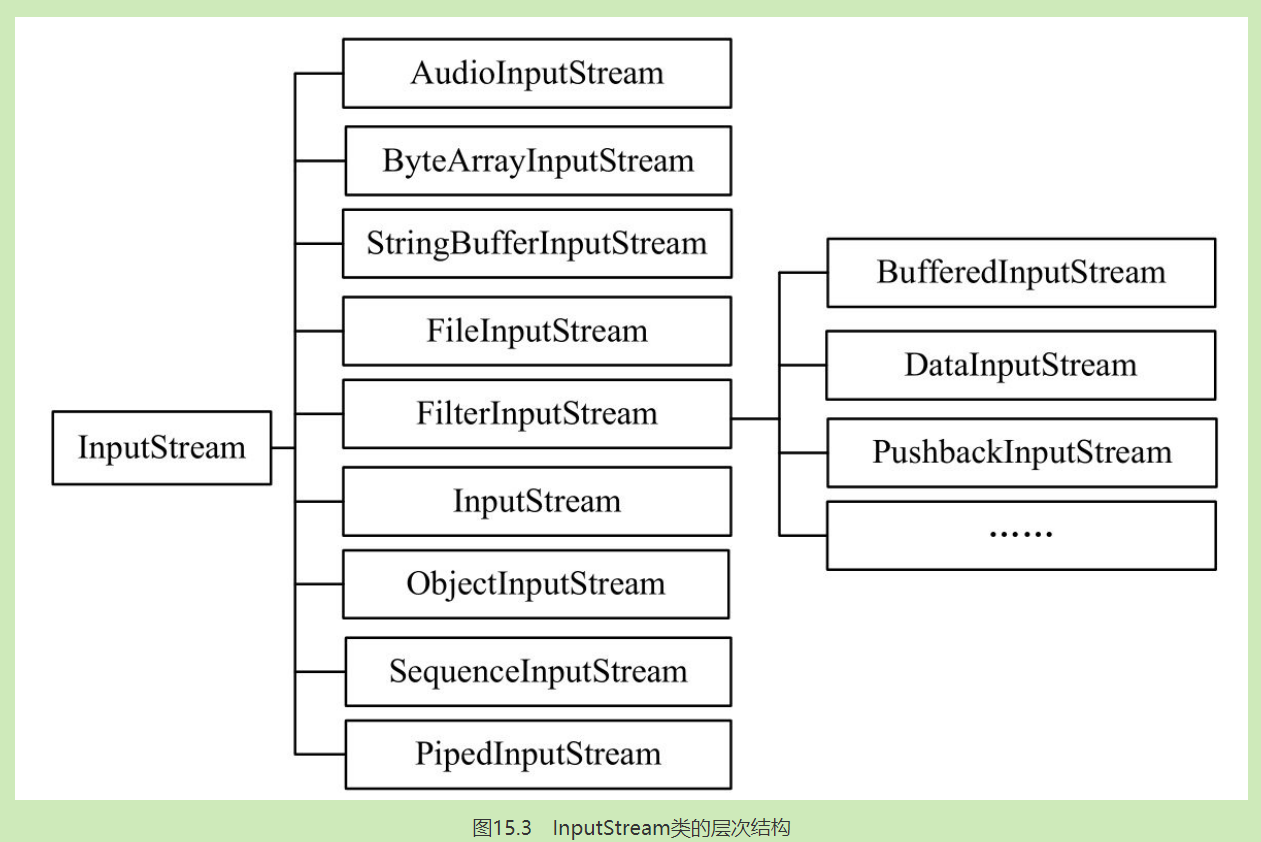 AudioInputStream
ByteArrayInputStream
StringBufferInputStream
FileInputStream
FilterInputStream
InputStream
InputStream
ObjectInputStream
SequenceInputStream
PipedInputStream
BufferedInputStream
DataInputStream
PushbackInputStream
……
图15.3 InputStream类的层次结构